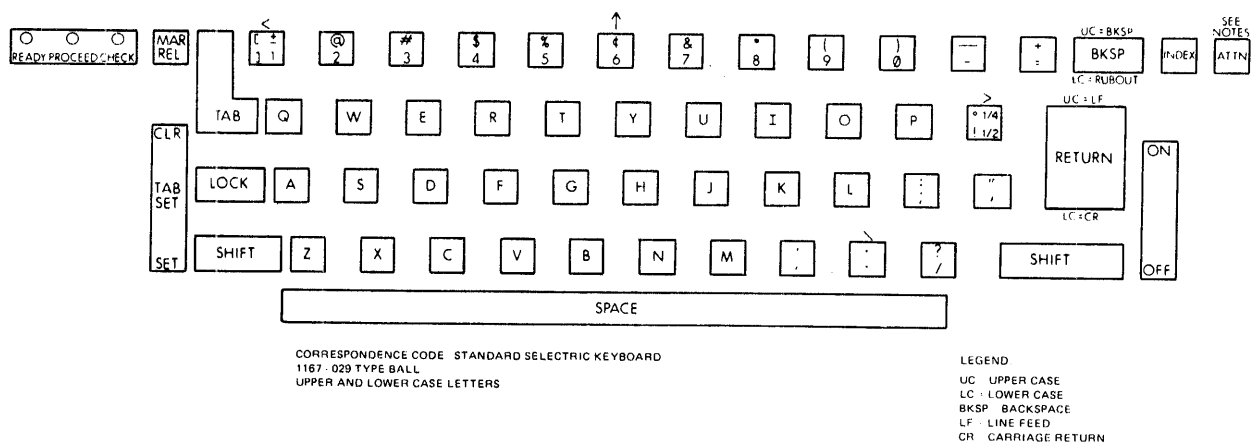 < ↑ SEE NOTES
READY PROCEED CHECK MAR REL [ ± ] 1 @ 2 # 3 $ 4 % 5 ¢ 6 & 7 * 8 ( 9 ) Ø — - + = UC = BKSP BKSP LC = RUBOUT INDEX ATTN
TAB Q W E R T Y U I O P > ° 1/4 ! 1/2 UC = LF
CLR TAB SET SET
RETURN LC = CR
ON OFF
LOCK A S D F G H J K L : ; " '
SHIFT Z X C V B N M , , \ . . ? / SHIFT
SPACE
CORRESPONDENCE CODE STANDARD SELECTRIC KEYBOARD
1167 - 029 TYPE BALL
UPPER AND LOWER CASE LETTERS
LEGEND
UC UPPER CASE
LC - LOWER CASE
BKSP BACKSPACE
LF - LINE FEED
CR CARRIAGE RETURN